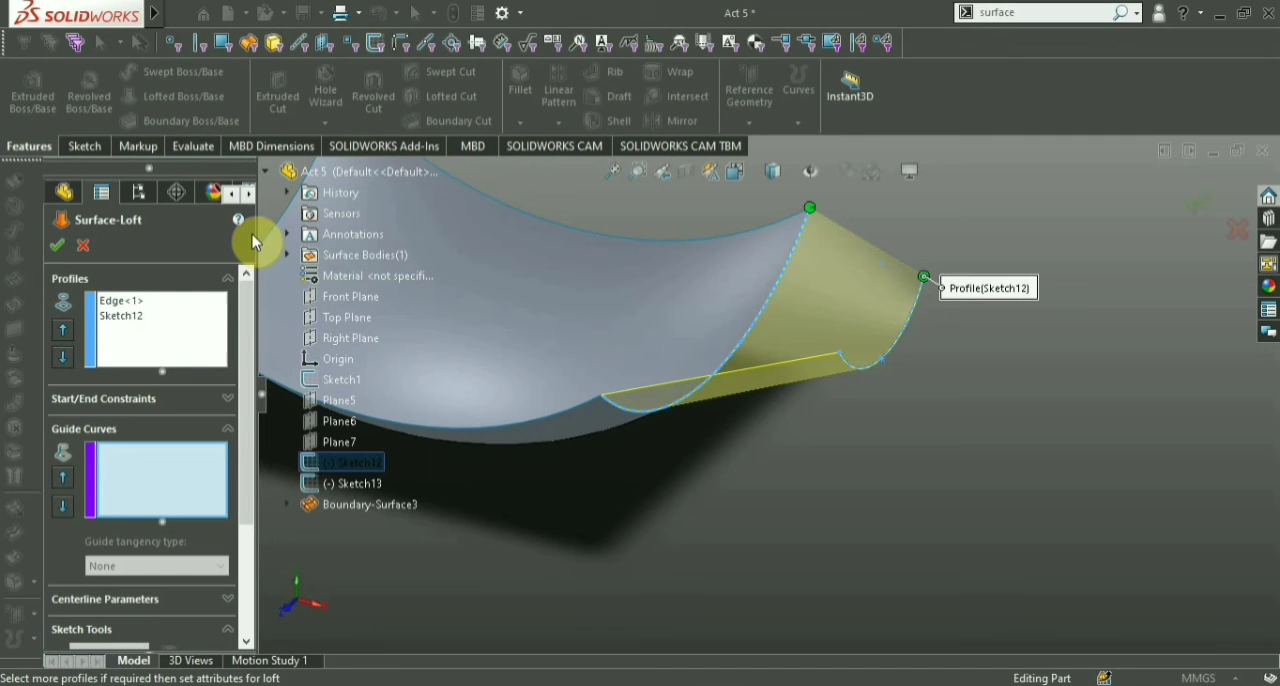 SOLIDWORKS
Act 5 *
surface
Extruded Boss/Base
Revolved Boss/Base
Swept Boss/Base
Lofted Boss/Base
Boundary Boss/Base
Extruded Cut
Hole Wizard
Revolved Cut
Swept Cut
Lofted Cut
Boundary Cut
Fillet
Linear Pattern
Rib
Draft
Shell
Wrap
Intersect
Mirror
Reference Geometry
Curves
Instant3D
Features
Sketch
Markup
Evaluate
MBD Dimensions
SOLIDWORKS Add-Ins
MBD
SOLIDWORKS CAM
SOLIDWORKS CAM TBM
Surface-Loft
?
Profiles
Edge<1>
Sketch12
Start/End Constraints
Guide Curves
Guide tangency type:
None
Centerline Parameters
Sketch Tools
Act 5 (Default<<Default>...
History
Sensors
Annotations
Surface Bodies(1)
Material <not specifi...
Front Plane
Top Plane
Right Plane
Origin
Sketch1
Plane5
Plane6
Plane7
(-) Sketch12
(-) Sketch13
Boundary-Surface3
Profile(Sketch12)
Model
3D Views
Motion Study 1
Select more profiles if required then set attributes for loft
Editing Part
MMGS